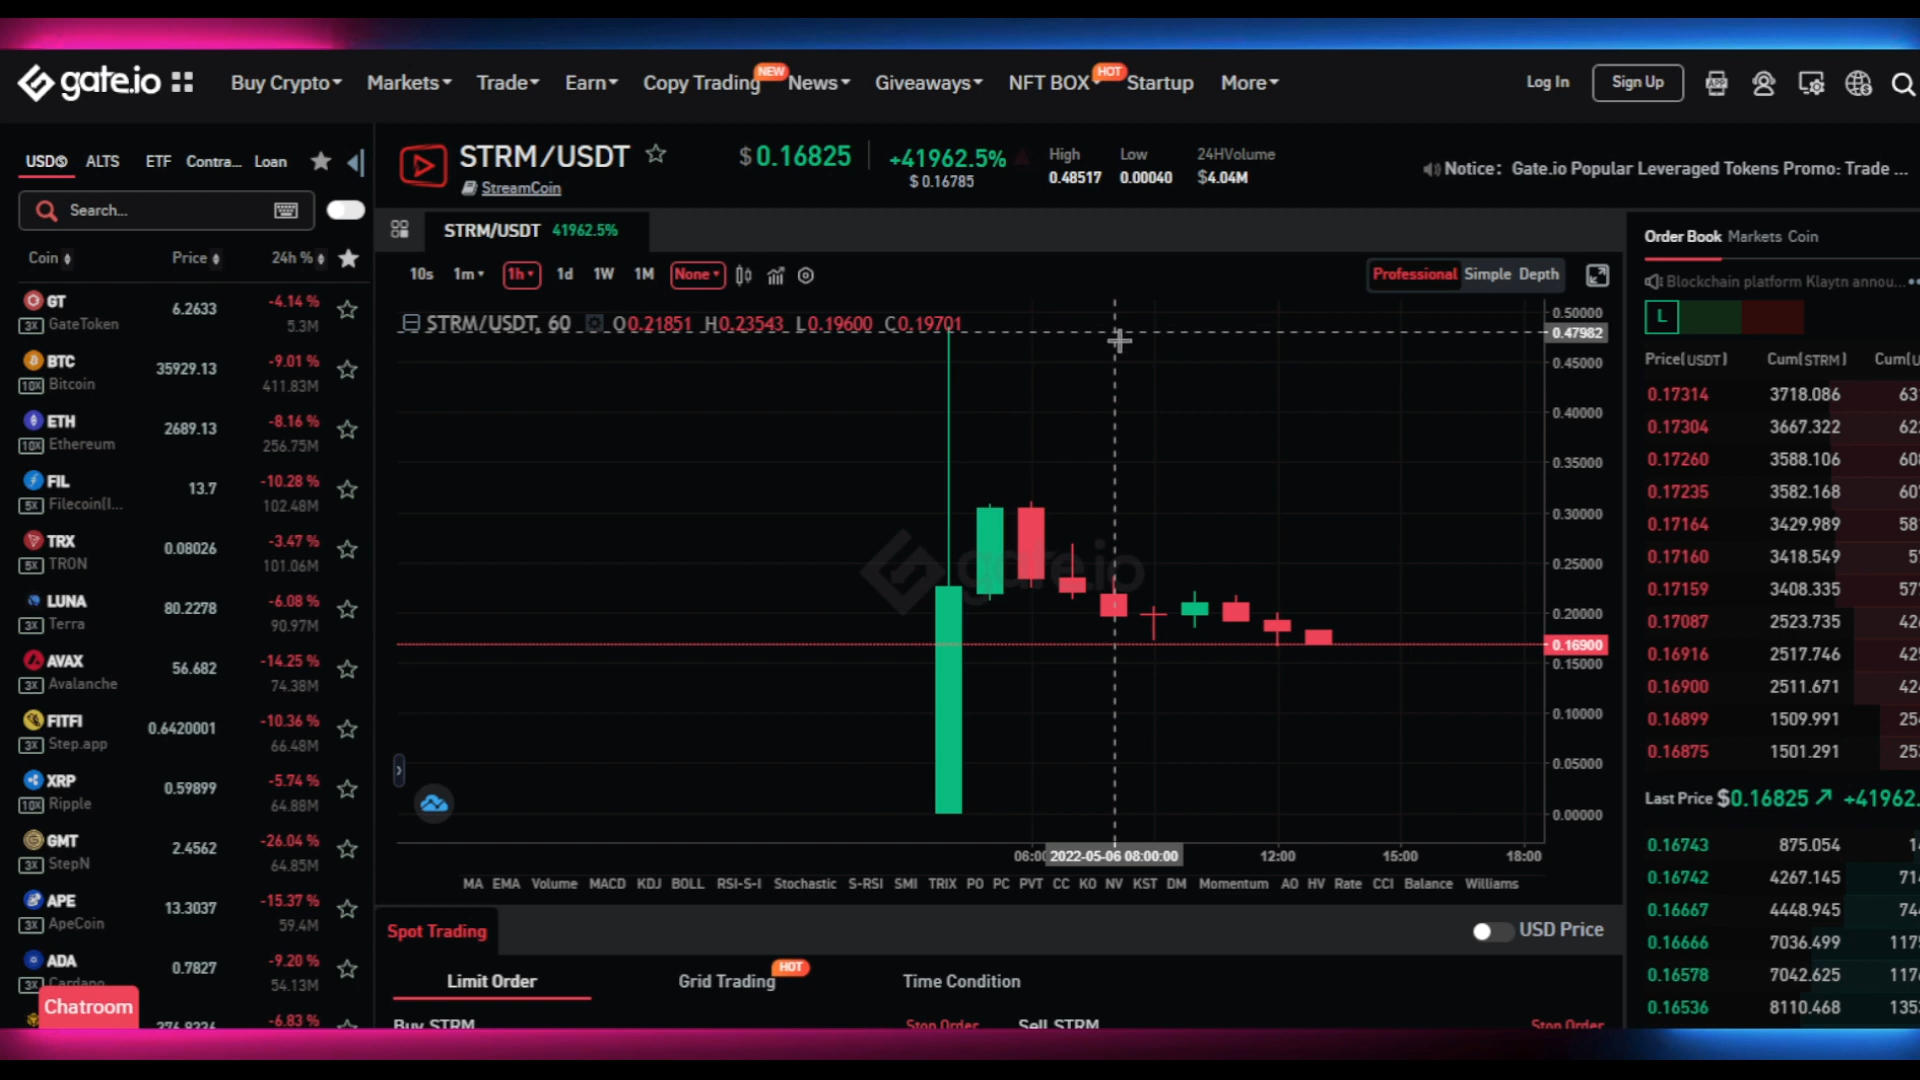 gate.io Buy Crypto Markets Trade Earn Copy Trading NEW News Giveaways NFT BOX HOT Startup More Log In Sign Up
USD$ ALTS ETF Contra... Loan
Search...
Coin Price 24h %
GT 6.2633 -4.14 %
3X GateToken 5.3M
BTC 35929.13 -9.01 %
10X Bitcoin 411.83M
ETH 2689.13 -8.16 %
10X Ethereum 256.75M
FIL 13.7 -10.28 %
5X Filecoin(I... 102.48M
TRX 0.08026 -3.47 %
5X TRON 101.06M
LUNA 80.2278 -6.08 %
3X Terra 90.97M
AVAX 56.682 -14.25 %
3X Avalanche 74.38M
FITFI 0.6420001 -10.36 %
3X Step.app 66.48M
XRP 0.59899 -5.74 %
10X Ripple 64.88M
GMT 2.4562 -26.04 %
3X StepN 64.85M
APE 13.3037 -15.37 %
3X ApeCoin 59.4M
ADA 0.7827 -9.20 %
3X Cardano 54.13M
Chatroom
-6.83 %
STRM/USDT $0.16825 +41962.5% High Low 24HVolume
StreamCoin $ 0.16785 0.48517 0.00040 $4.04M
Notice: Gate.io Popular Leveraged Tokens Promo: Trade ...
STRM/USDT 41962.5%
10s 1m 1h 1d 1W 1M None Professional Simple Depth
STRM/USDT, 60 O0.21851 H0.23543 L0.19600 C0.19701
gate.io
0.50000
0.47982
0.45000
0.40000
0.35000
0.30000
0.25000
0.20000
0.16900
0.15000
0.10000
0.05000
0.00000
06:00 2022-05-06 08:00:00 12:00 15:00 18:00
MA EMA Volume MACD KDJ BOLL RSI-S-I Stochastic S-RSI SMI TRIX PO PC PVT CC KO NV KST DM Momentum AO HV Rate CCI Balance Williams
Spot Trading USD Price
Limit Order Grid Trading HOT Time Condition
Buy STRM Stop Order Sell STRM Stop Order
Order Book Markets Coin
Blockchain platform Klaytn annou...
L
Price(USDT) Cum(STRM) Cum(U
0.17314 3718.086
0.17304 3667.322
0.17260 3588.106
0.17235 3582.168
0.17164 3429.989
0.17160 3418.549
0.17159 3408.335
0.17087 2523.735
0.16916 2517.746
0.16900 2511.671
0.16899 1509.991
0.16875 1501.291
Last Price $0.16825 +41962.
0.16743 875.054
0.16742 4267.145
0.16667 4448.945
0.16666 7036.499
0.16578 7042.625
0.16536 8110.468